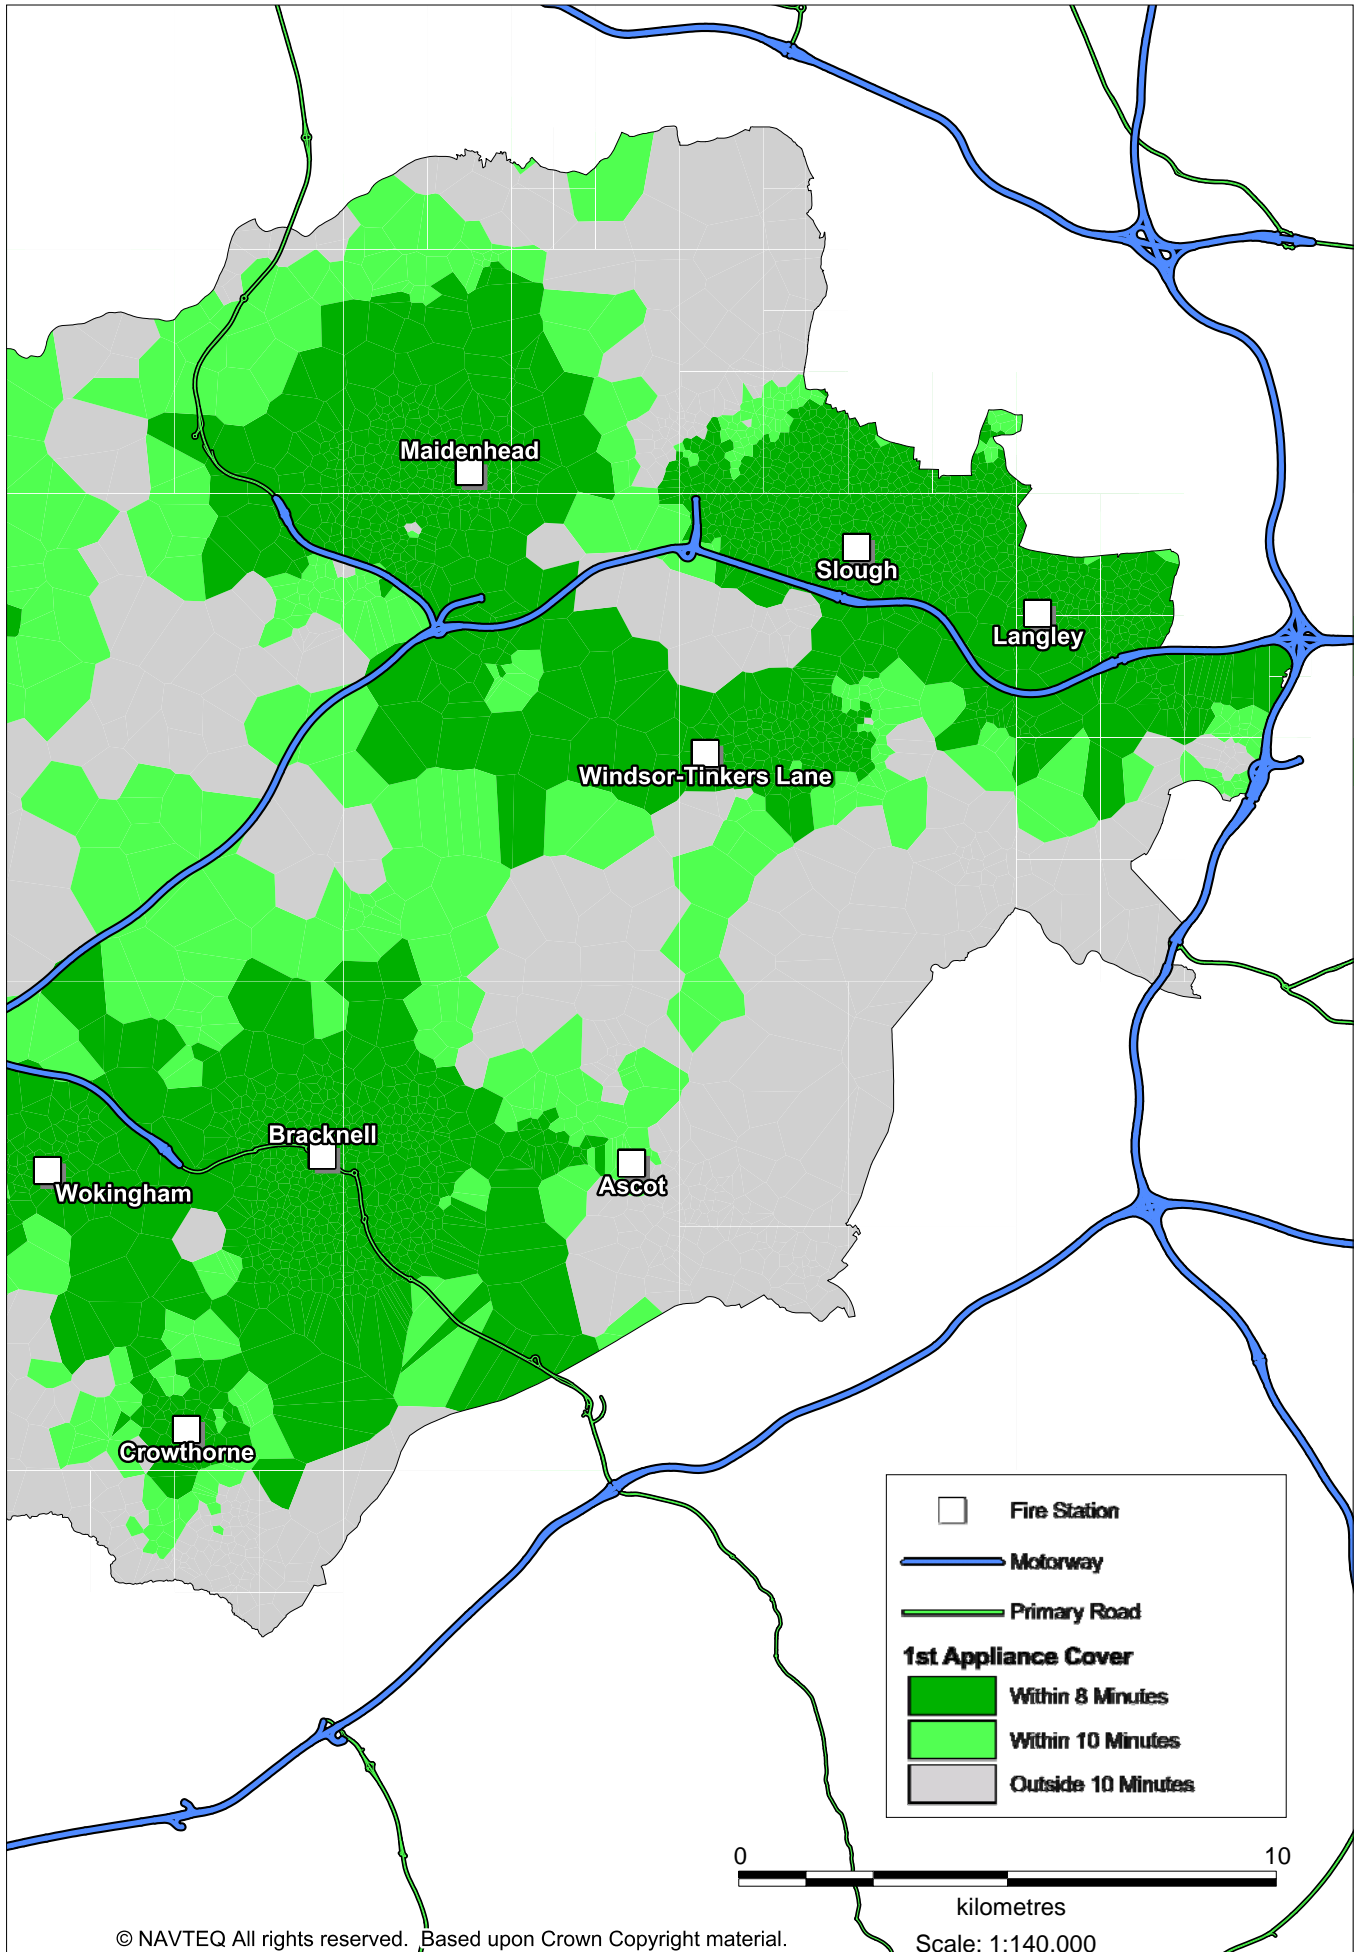 Maidenhead
Slough
Langley
Windsor-Tinkers Lane
Bracknell
Wokingham
Ascot
Crowthorne
Fire Station
Motorway
Primary Road
1st Appliance Cover
Within 8 Minutes
Within 10 Minutes
Outside 10 Minutes
0 10
kilometres
Scale: 1:140,000
© NAVTEQ All rights reserved. Based upon Crown Copyright material.